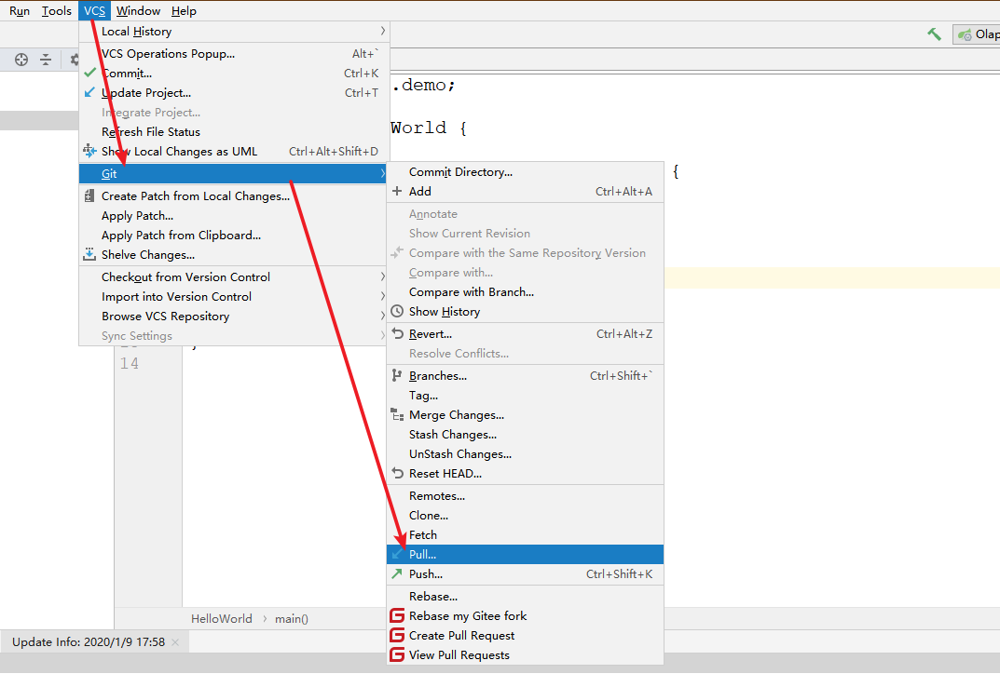 Run Tools VCS Window Help
Local History
VCS Operations Popup... Alt+`
Commit... Ctrl+K
Update Project... Ctrl+T
Integrate Project...
Refresh File Status
Show Local Changes as UML Ctrl+Alt+Shift+D
Git
Create Patch from Local Changes...
Apply Patch...
Apply Patch from Clipboard...
Shelve Changes...
Checkout from Version Control
Import into Version Control
Browse VCS Repository
Sync Settings
Olap
.demo;
World {
{
}
14
Commit Directory...
Add Ctrl+Alt+A
Annotate
Show Current Revision
Compare with the Same Repository Version
Compare with...
Compare with Branch...
Show History
Revert... Ctrl+Alt+Z
Resolve Conflicts...
Branches... Ctrl+Shift+`
Tag...
Merge Changes...
Stash Changes...
UnStash Changes...
Reset HEAD...
Remotes...
Clone...
Fetch
Pull...
Push... Ctrl+Shift+K
Rebase...
Rebase my Gitee fork
Create Pull Request
View Pull Requests
HelloWorld › main()
Update Info: 2020/1/9 17:58 ×